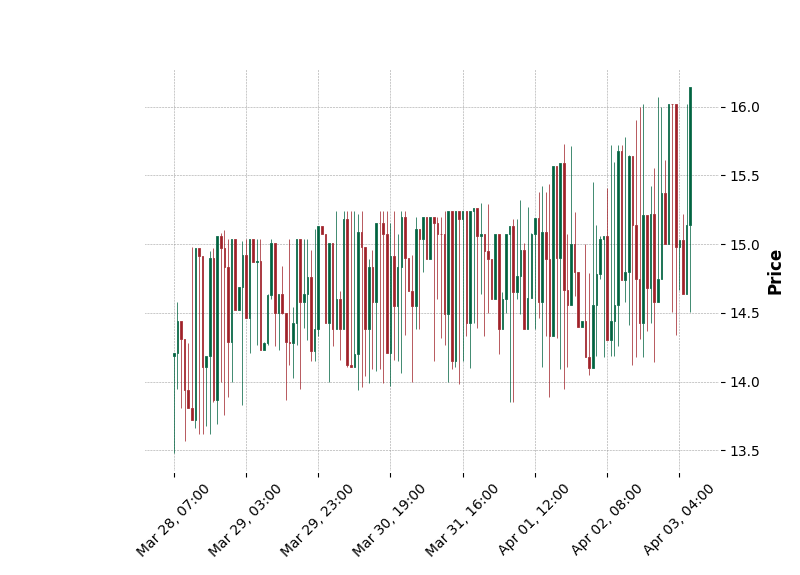 16.0
15.5
15.0
14.5
14.0
13.5
Price
Mar 28, 07:00
Mar 29, 03:00
Mar 29, 23:00
Mar 30, 19:00
Mar 31, 16:00
Apr 01, 12:00
Apr 02, 08:00
Apr 03, 04:00